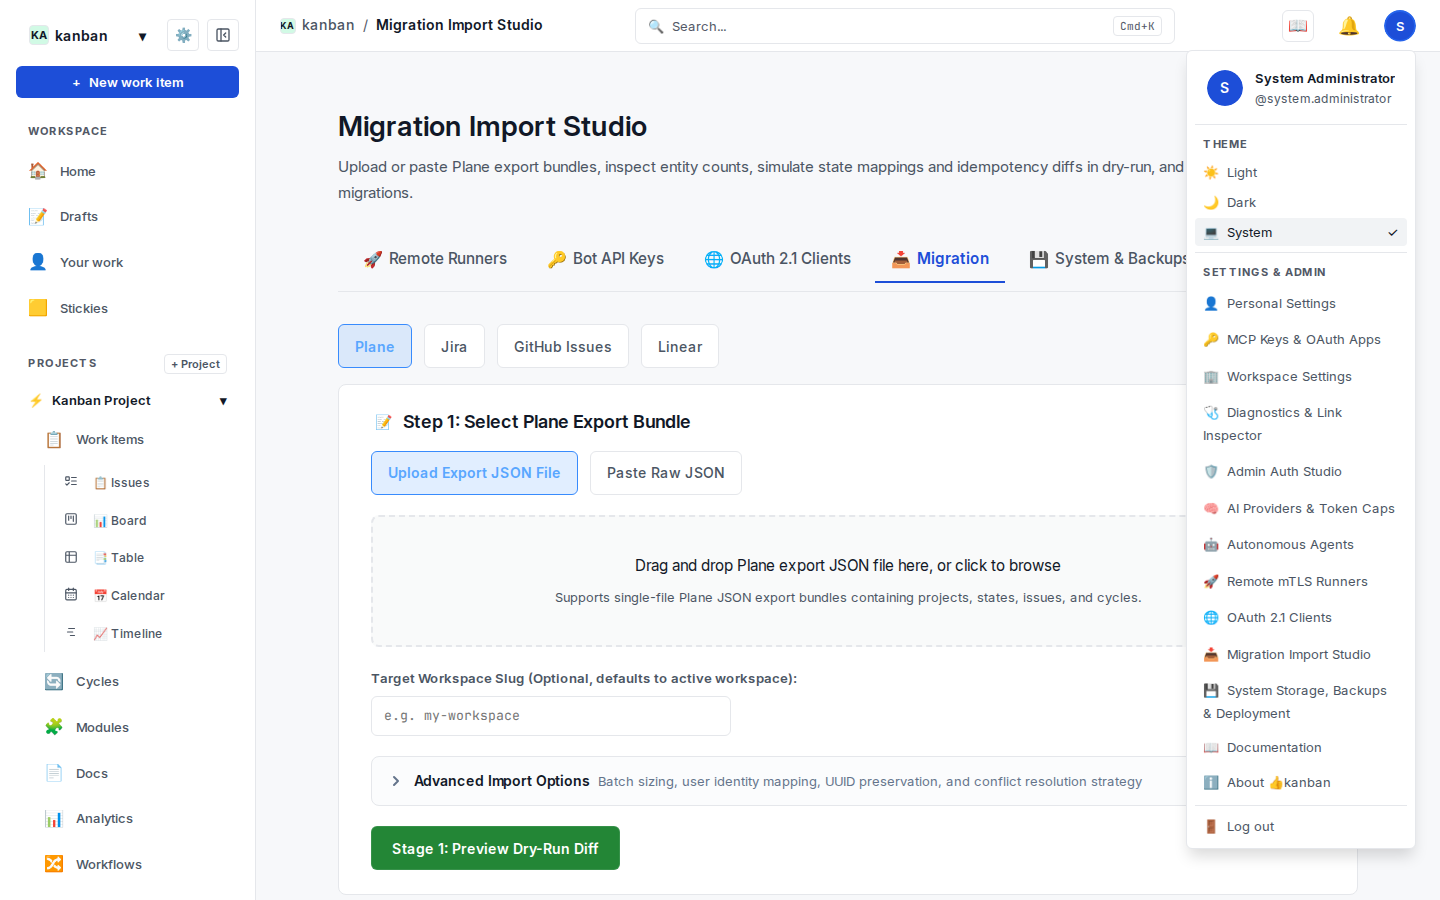 KA kanban ▾
+ New work item
WORKSPACE
Home
Drafts
Your work
Stickies
PROJECTS
+ Project
Kanban Project ▾
Work Items
Issues
Board
Table
Calendar
Timeline
Cycles
Modules
Docs
Analytics
Workflows
KA kanban / Migration Import Studio
Search...
Cmd+K
S
Migration Import Studio
Upload or paste Plane export bundles, inspect entity counts, simulate state mappings and idempotency diffs in dry-run, and
migrations.
Remote Runners
Bot API Keys
OAuth 2.1 Clients
Migration
System & Backups
Plane
Jira
GitHub Issues
Linear
Step 1: Select Plane Export Bundle
Upload Export JSON File
Paste Raw JSON
Drag and drop Plane export JSON file here, or click to browse
Supports single-file Plane JSON export bundles containing projects, states, issues, and cycles.
Target Workspace Slug (Optional, defaults to active workspace):
e.g. my-workspace
Advanced Import Options Batch sizing, user identity mapping, UUID preservation, and conflict resolution strategy
Stage 1: Preview Dry-Run Diff
S
System Administrator
@system.administrator
THEME
Light
Dark
System ✓
SETTINGS & ADMIN
Personal Settings
MCP Keys & OAuth Apps
Workspace Settings
Diagnostics & Link
Inspector
Admin Auth Studio
AI Providers & Token Caps
Autonomous Agents
Remote mTLS Runners
OAuth 2.1 Clients
Migration Import Studio
System Storage, Backups
& Deployment
Documentation
About 👍kanban
Log out